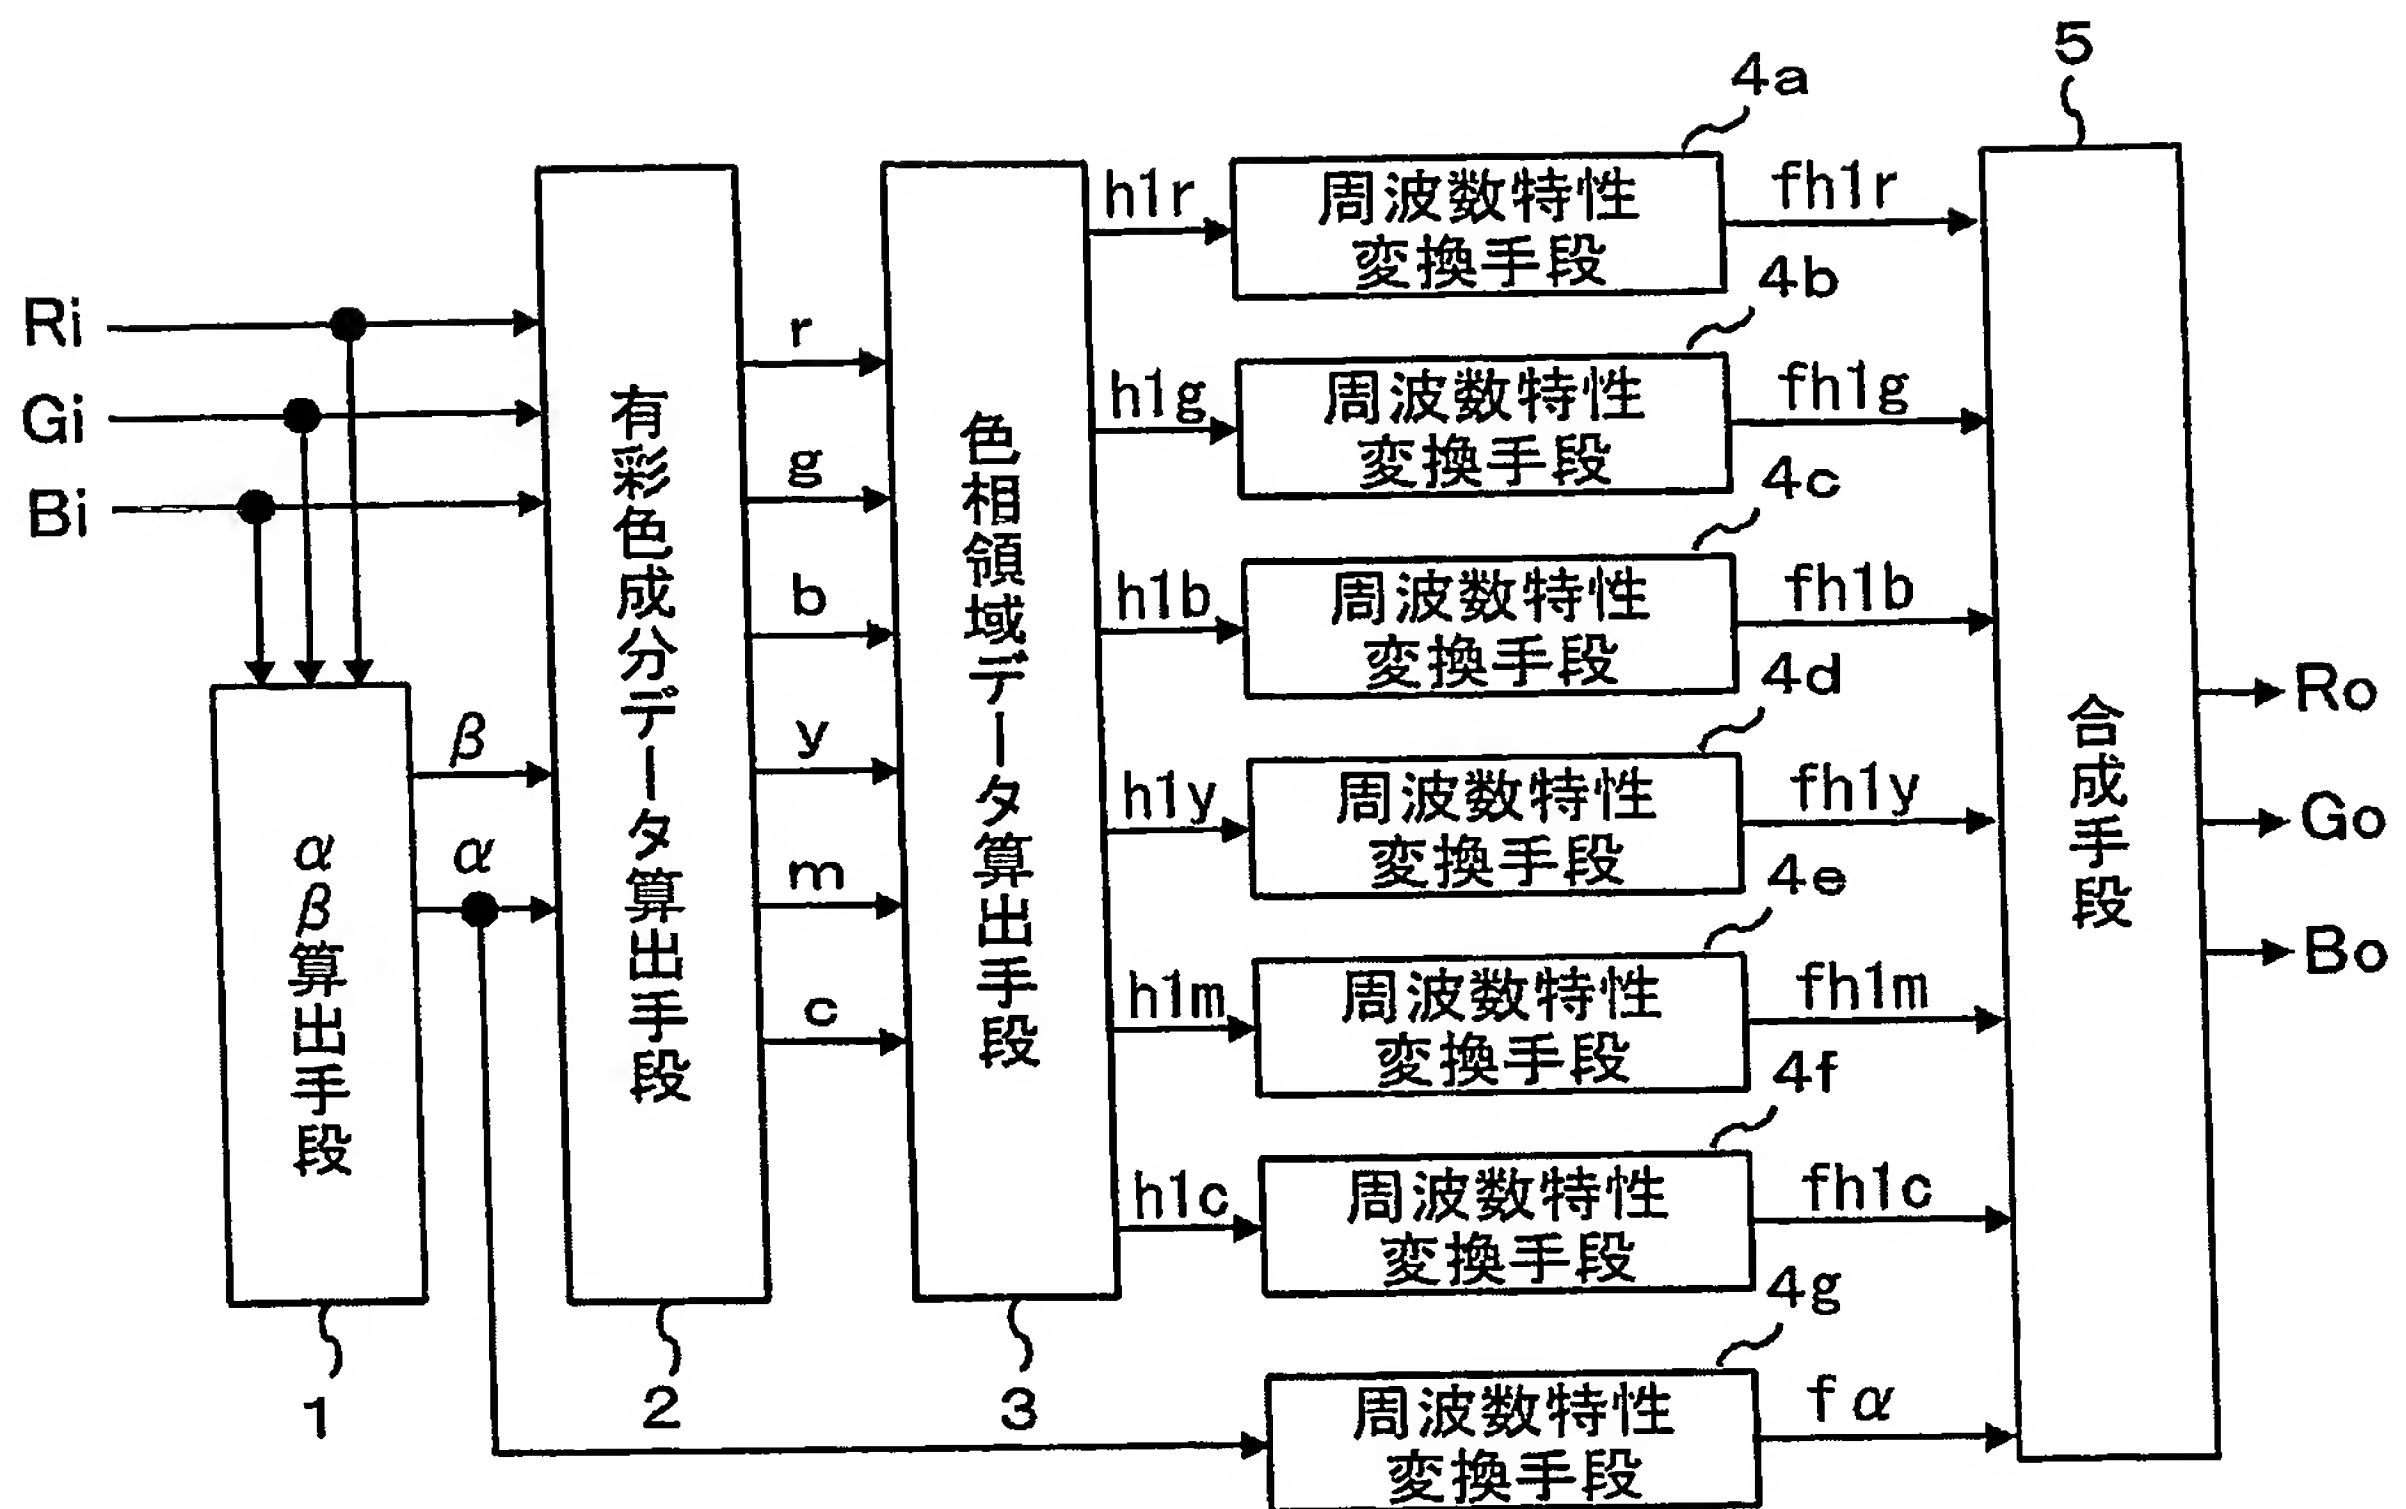 Ri
Gi
Bi
αβ算出手段
1
β
α
有彩色成分データ算出手段
2
r
g
b
y
m
c
色相領域データ算出手段
3
h1r
h1g
h1b
h1y
h1m
h1c
4a
周波数特性
変換手段
4b
周波数特性
変換手段
4c
周波数特性
変換手段
4d
周波数特性
変換手段
4e
周波数特性
変換手段
4f
周波数特性
変換手段
4g
周波数特性
変換手段
fh1r
fh1g
fh1b
fh1y
fh1m
fh1c
fα
5
合成手段
Ro
Go
Bo